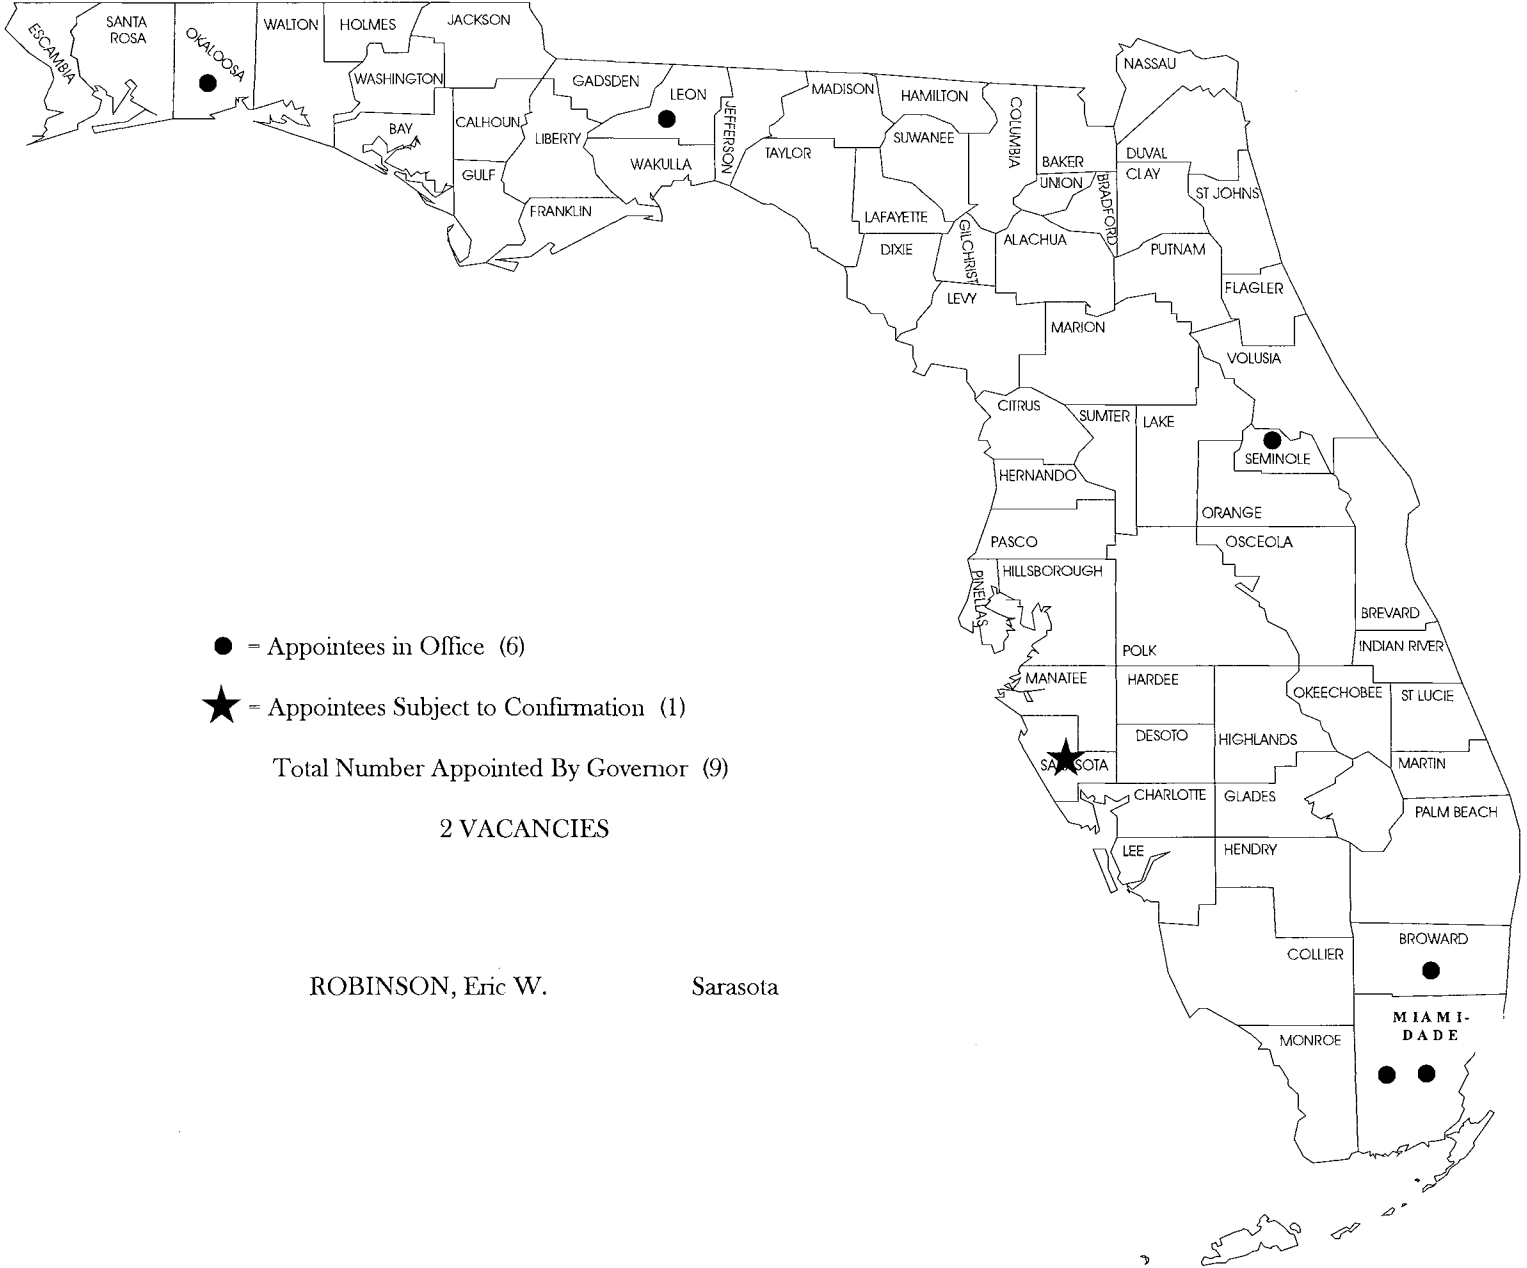 ESCAMBIA
SANTA
ROSA
OKALOOSA
WALTON
HOLMES
JACKSON
WASHINGTON
BAY
CALHOUN
GULF
LIBERTY
GADSDEN
LEON
WAKULLA
FRANKLIN
JEFFERSON
MADISON
TAYLOR
HAMILTON
SUWANEE
LAFAYETTE
DIXIE
COLUMBIA
GILCHRIST
BAKER
UNION
BRADFORD
NASSAU
DUVAL
CLAY
ST JOHNS
ALACHUA
PUTNAM
LEVY
FLAGLER
MARION
VOLUSIA
CITRUS
SUMTER
LAKE
SEMINOLE
HERNANDO
ORANGE
PASCO
OSCEOLA
HILLSBOROUGH
PINELLAS
BREVARD
INDIAN RIVER
POLK
MANATEE
HARDEE
OKEECHOBEE
ST LUCIE
DESOTO
HIGHLANDS
SARASOTA
MARTIN
CHARLOTTE
GLADES
PALM BEACH
LEE
HENDRY
BROWARD
COLLIER
MIAMI-
DADE
MONROE
= Appointees in Office (6)
= Appointees Subject to Confirmation (1)
Total Number Appointed By Governor (9)
2 VACANCIES
ROBINSON, Eric W. Sarasota